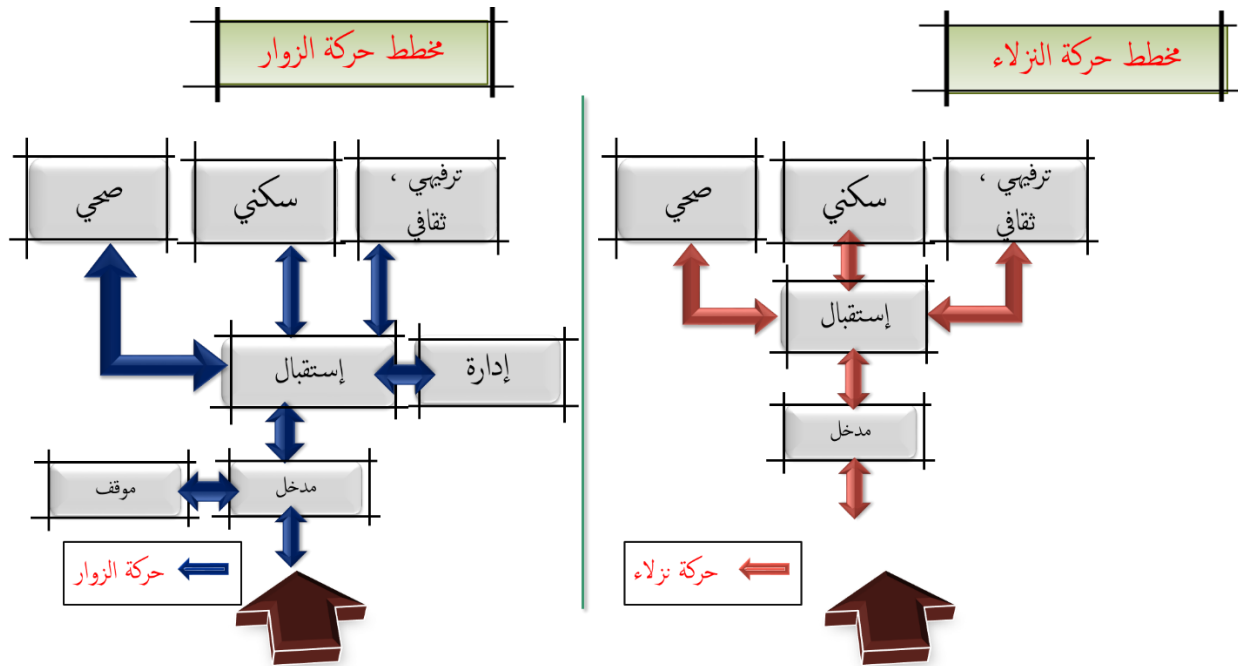 مخطط حركة النزلاء
ترفيهي ،
ثقافي
سكني
صحي
إستقبال
مدخل
حركة نزلاء
مخطط حركة الزوار
ترفيهي ،
ثقافي
سكني
صحي
إدارة
إستقبال
مدخل
موقف
حركة الزوار